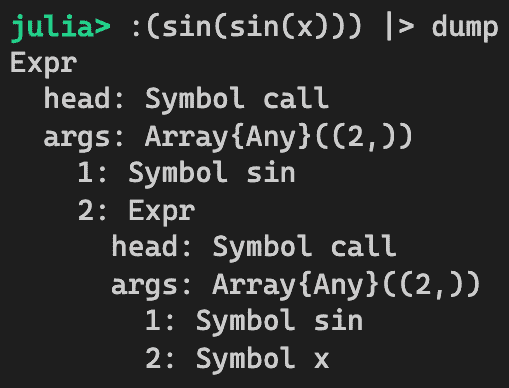 julia> :(sin(sin(x))) |> dump
Expr
  head: Symbol call
  args: Array{Any}((2,))
    1: Symbol sin
    2: Expr
      head: Symbol call
      args: Array{Any}((2,))
        1: Symbol sin
        2: Symbol x